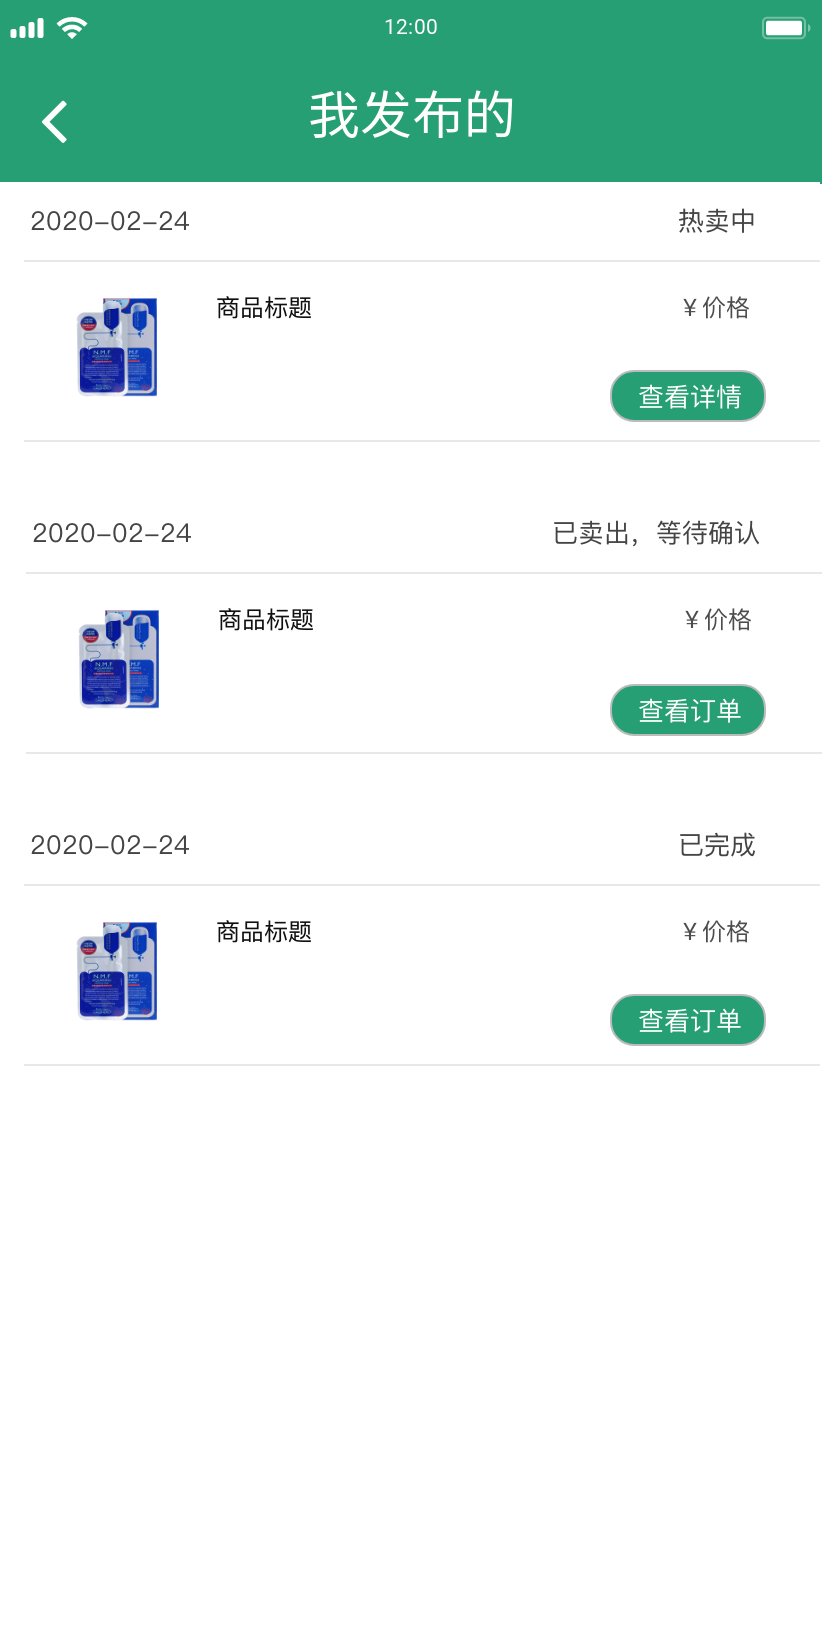 12:00
我发布的
2020-02-24 热卖中
商品标题 ¥价格
N.M.F
查看详情
2020-02-24 已卖出，等待确认
商品标题 ¥价格
N.M.F
查看订单
2020-02-24 已完成
商品标题 ¥价格
N.M.F
查看订单